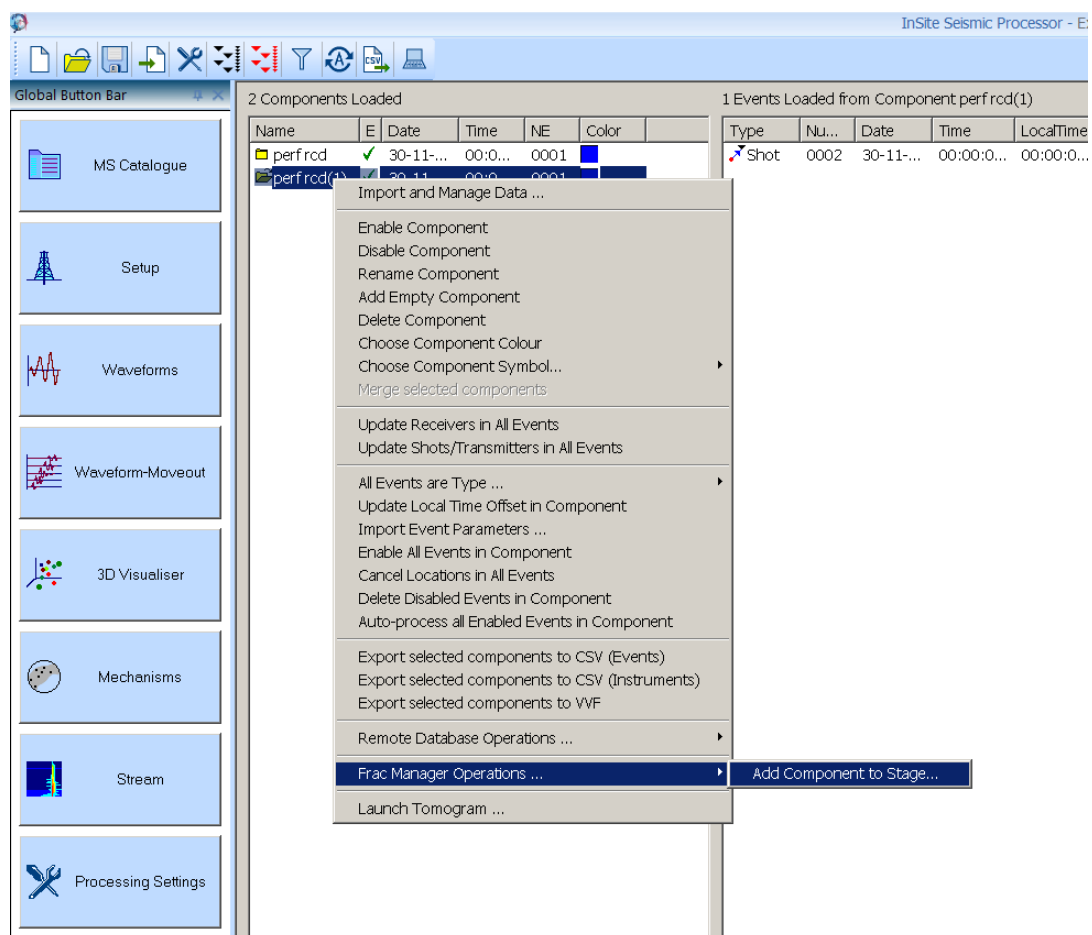 InSite Seismic Processor - E
Global Button Bar
MS Catalogue
Setup
Waveforms
Waveform-Moveout
3D Visualiser
Mechanisms
Stream
Processing Settings
2 Components Loaded
Name E Date Time NE Color
perf rcd 30-11-... 00:0... 0001
perf rcd(1) 30-11-... 00:0... 0001
Import and Manage Data ...
Enable Component
Disable Component
Rename Component
Add Empty Component
Delete Component
Choose Component Colour
Choose Component Symbol...
Merge selected components
Update Receivers in All Events
Update Shots/Transmitters in All Events
All Events are Type ...
Update Local Time Offset in Component
Import Event Parameters ...
Enable All Events in Component
Cancel Locations in All Events
Delete Disabled Events in Component
Auto-process all Enabled Events in Component
Export selected components to CSV (Events)
Export selected components to CSV (Instruments)
Export selected components to VVF
Remote Database Operations ...
Frac Manager Operations ...
Add Component to Stage...
Launch Tomogram ...
1 Events Loaded from Component perf rcd(1)
Type Nu... Date Time LocalTime
Shot 0002 30-11-... 00:00:0... 00:00:0...